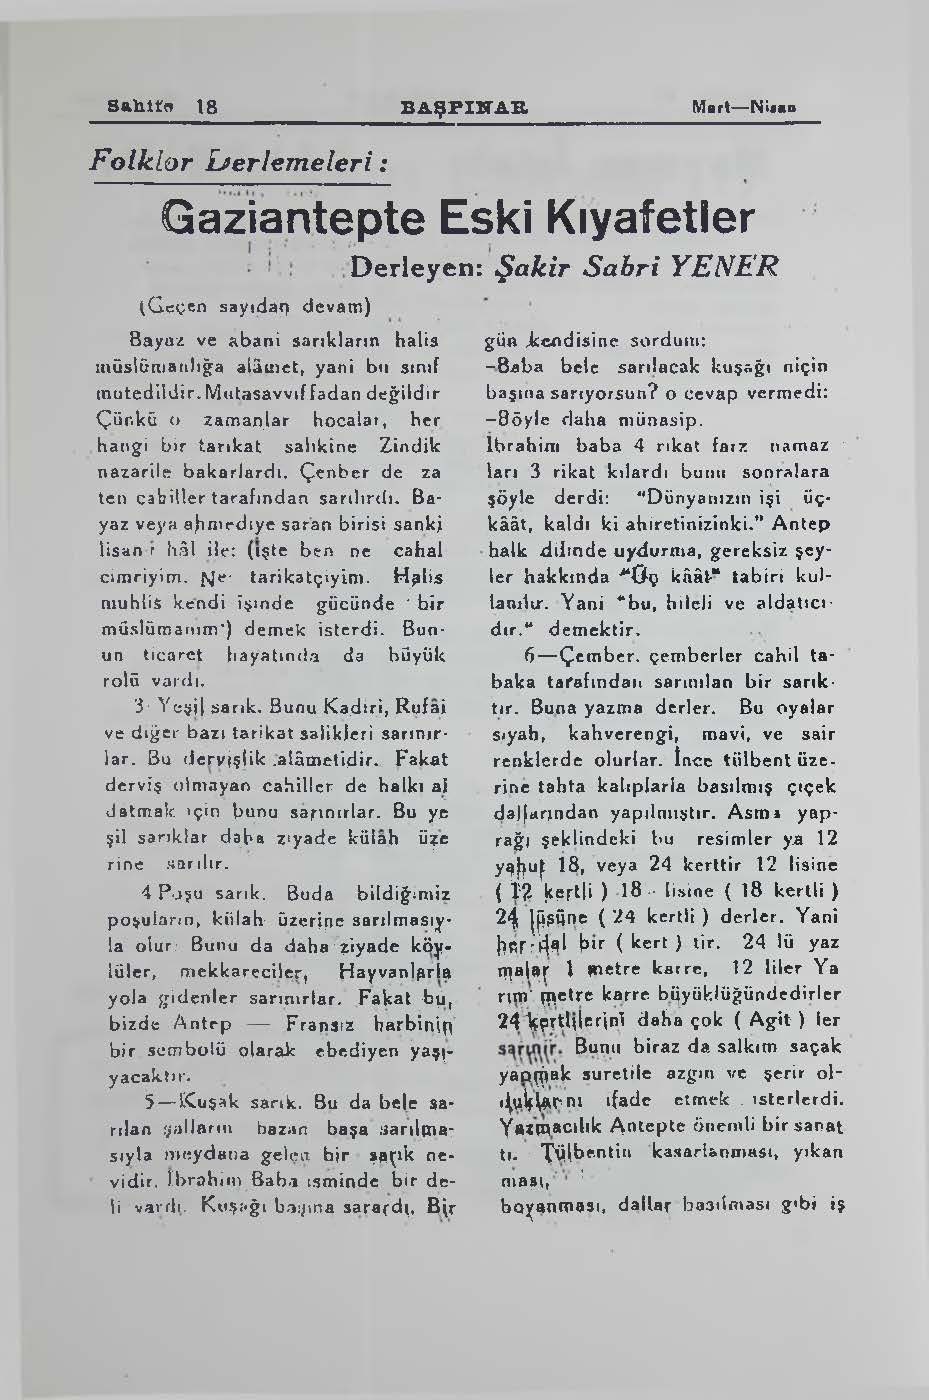 Sahife 18 BAŞPINAR Mart—Nisan
Folklor Derlemeleri :
Gaziantepte Eski Kıyafetler
Derleyen: Şakir Sabri YENER
(Geçen sayıdan devam)
Bayaz ve abani sarıkların halis
müslümanlığa alâmet, yani bu sınıf
mutedildir. Mutasavvıffadan değildir
Çünkü o zamanlar hocalar, her
hangi bir tarıkat salıkine Zindik
nazarile bakarlardı. Çenber de za
ten cahiller tarafından sarılırdı. Ba-
yaz veya ahmediye saran birisi sanki
lisan-i hâl ile: (İşte ben ne cahal
cimriyim. Ne tarikatçıyim. Halis
muhlis kendi işinde gücünde bir
müslümanım") demek isterdi. Bun-
un ticaret hayatında da büyük
rolü vardı.
3 Yeşil sarık. Bunu Kadiri, Rufâi
ve diğer bazı tarikat salikleri sarınır-
lar. Bu dervişlik alâmetidir. Fakat
derviş olmayan cahiller de halkı al
datmak için bunu sarınırlar. Bu ye
şil sarıklar daha ziyade külâh üze
rine sarılır.
4 Poşu sarık. Buda bildiğimiz
poşuların, külah üzerine sarılmasıy-
la olur. Bunu da daha ziyade köy-
lüler, mekkareciler, Hayvanlarla
yola gidenler sarınırlar. Fakat bu,
bizde Antep — Fransız harbinin
bir sembolü olarak ebediyen yaşı-
yacaktır.
5—Kuşak sarık. Bu da bele sa-
rılan şalların bazan başa sarılma-
sıyla meydana gelen bir sarık ne-
vidir. İbrahim Baba isminde bir de-
li vardı. Kuşağı başına sarardı. Bir
gün kendisine sordum:
-Baba bele sarılacak kuşağı niçin
başına sarıyorsun? o cevap vermedi:
-Böyle daha münasip.
İbrahim baba 4 rikat farz namaz
ları 3 rikat kılardı bunu sonralara
şöyle derdi: "Dünyanızın işi üç-
kâât, kaldı ki ahiretinizinki." Antep
halk dilinde uydurma, gereksiz şey-
ler hakkında "Üç kâât" tabiri kul-
lanılır. Yani "bu, hileli ve aldatıcı-
dır." demektir.
6—Çember. çemberler cahil ta-
baka tarafından sarınılan bir sarık-
tır. Buna yazma derler. Bu oyalar
siyah, kahverengi, mavi, ve sair
renklerde olurlar. İnce tülbent üze-
rine tahta kalıplarla basılmış çıçek
dallarından yapılmıştır. Asma yap-
rağı şeklindeki bu resimler ya 12
yahut 18, veya 24 kerttir 12 lisine
( 12 kertli ) 18 - lisine ( 18 kertli )
24 lüsüne ( 24 kertli ) derler. Yani
her dal bir ( kert ) tir. 24 lü yaz
malar 1 metre karre, 12 liler Ya
rım metre karre büyüklüğündedirler
24 kertlilerini daha çok ( Agit ) ler
sarınır. Bunu biraz da salkım saçak
yapmak suretile azgın ve şerir ol-
duklarını ifade etmek isterlerdi.
Yazmacılık Antepte önemli bir sanat
tı. Tülbentin kasarlanması, yıkan
ması,
boyanması, dallar basılması gibi iş